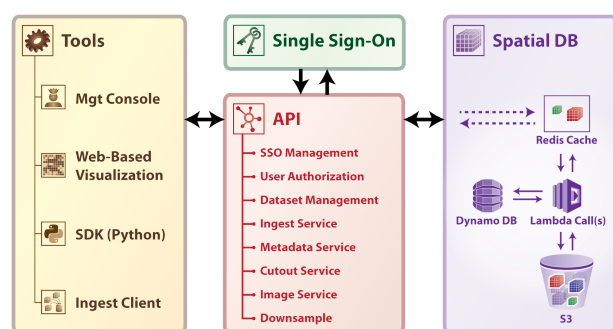 Tools
Mgt Console
Web-Based
Visualization
SDK (Python)
Ingest Client
Single Sign-On
API
SSO Management
User Authorization
Dataset Management
Ingest Service
Metadata Service
Cutout Service
Image Service
Downsample
Spatial DB
Redis Cache
Dynamo DB
Lambda Call(s)
S3